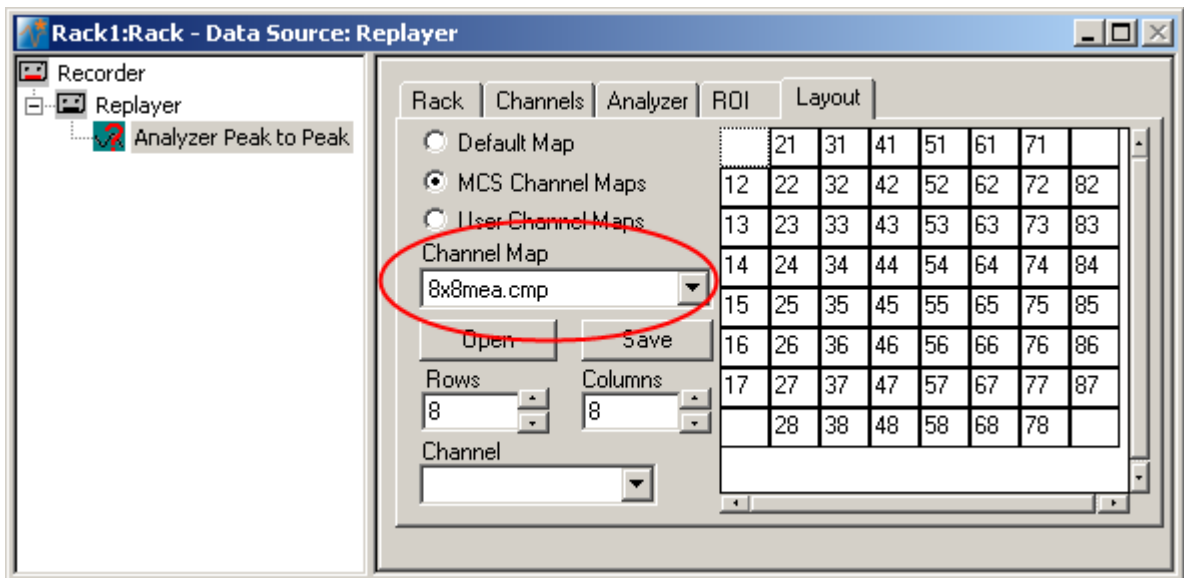 Rack1:Rack - Data Source: Replayer
Recorder
Replayer
Analyzer Peak to Peak
Rack Channels Analyzer ROI Layout
Default Map
MCS Channel Maps
User Channel Maps
Channel Map
8x8mea.cmp
Open Save
Rows Columns
8 8
Channel
21 31 41 51 61 71
12 22 32 42 52 62 72 82
13 23 33 43 53 63 73 83
14 24 34 44 54 64 74 84
15 25 35 45 55 65 75 85
16 26 36 46 56 66 76 86
17 27 37 47 57 67 77 87
28 38 48 58 68 78